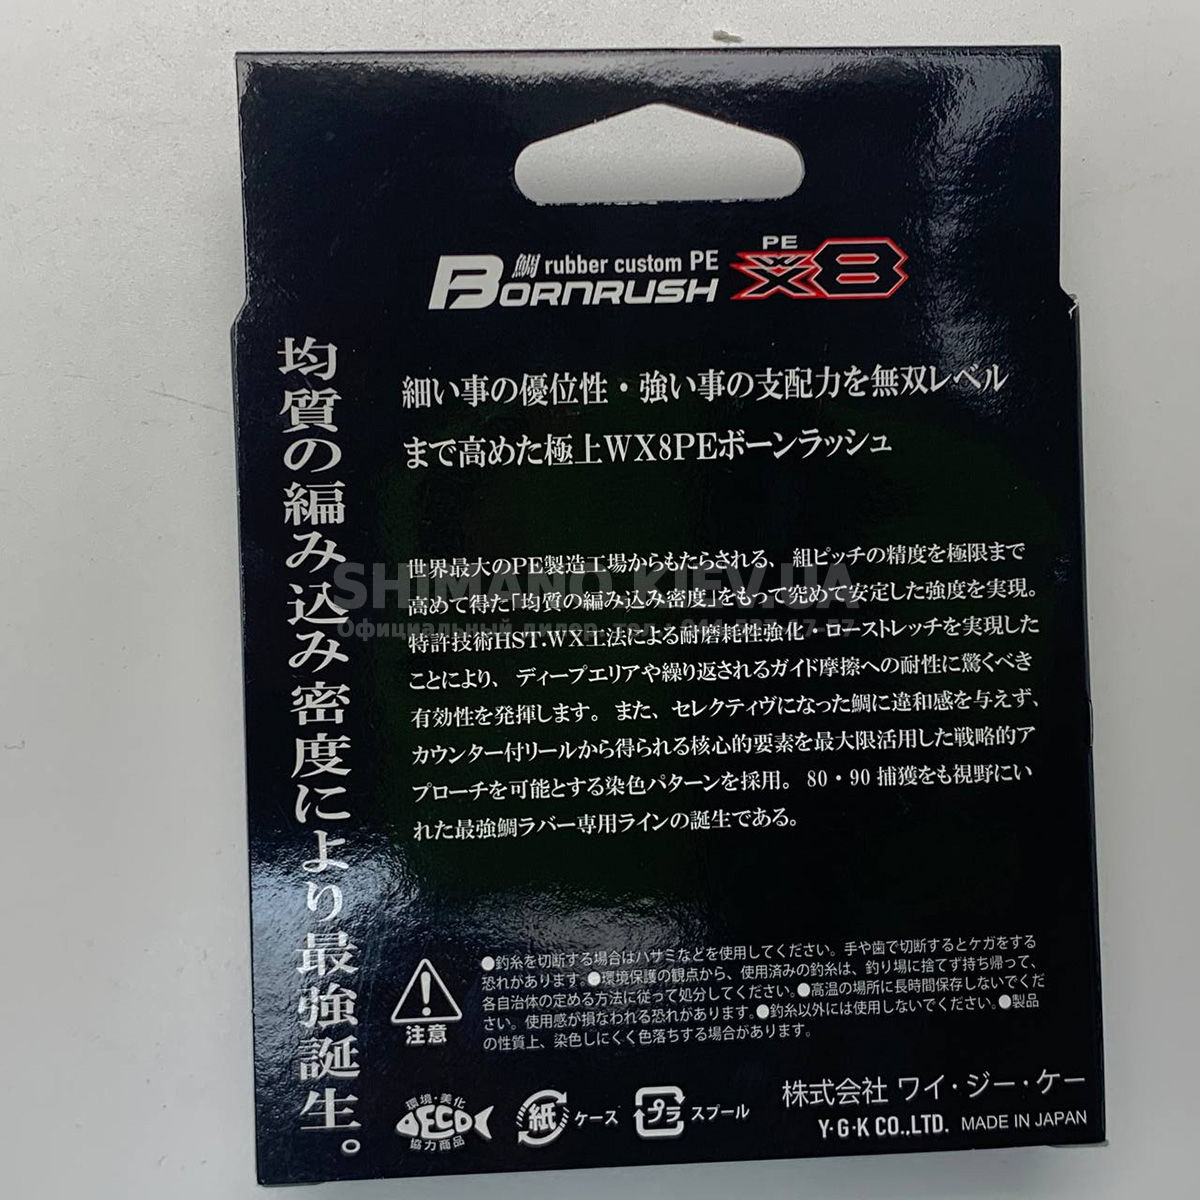 鯛 rubber custom PE
BORNRUSH
PE
WX8
均質の編み込み密度により最強誕生。
細い事の優位性・強い事の支配力を無双レベル
まで高めた極上WX8PEボーンラッシュ
世界最大のPE製造工場からもたらされる、組ピッチの精度を極限まで
高めて得た「均質の編み込み密度」をもって究めて安定した強度を実現。
特許技術HST.WX工法による耐磨耗性強化・ローストレッチを実現した
ことにより、ディープエリアや繰り返されるガイド摩擦への耐性に驚くべき
有効性を発揮します。また、セレクティヴになった鯛に違和感を与えず、
カウンター付リールから得られる核心的要素を最大限活用した戦略的ア
プローチを可能とする染色パターンを採用。80・90 捕獲をも視野にい
れた最強鯛ラバー専用ラインの誕生である。
SHIMANO.KIEV.UA
Официальный дилер
注意
●釣糸を切断する場合はハサミなどを使用してください。手や歯で切断するとケガをする
恐れがあります。●環境保護の観点から、使用済みの釣糸は、釣り場に捨てず持ち帰って、
各自治体の定める方法に従って処分してください。●高温の場所に長時間保存しないでくだ
さい。使用感が損なわれる恐れがあります。●釣糸以外には使用しないでください。●製品
の性質上、染色しにくく色落ちする場合があります。
環境・美化
ECO
協力商品
紙
ケース
プラ
スプール
株式会社 ワイ・ジー・ケー
Y・G・K CO.,LTD. MADE IN JAPAN